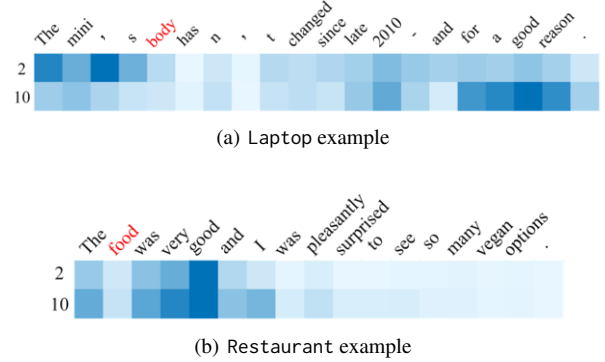 The mini ' s body has n ' t changed since late 2010 - and for a good reason .
2
10
(a) Laptop example
The food was very good and I was pleasantly surprised to see so many vegan options .
2
10
(b) Restaurant example